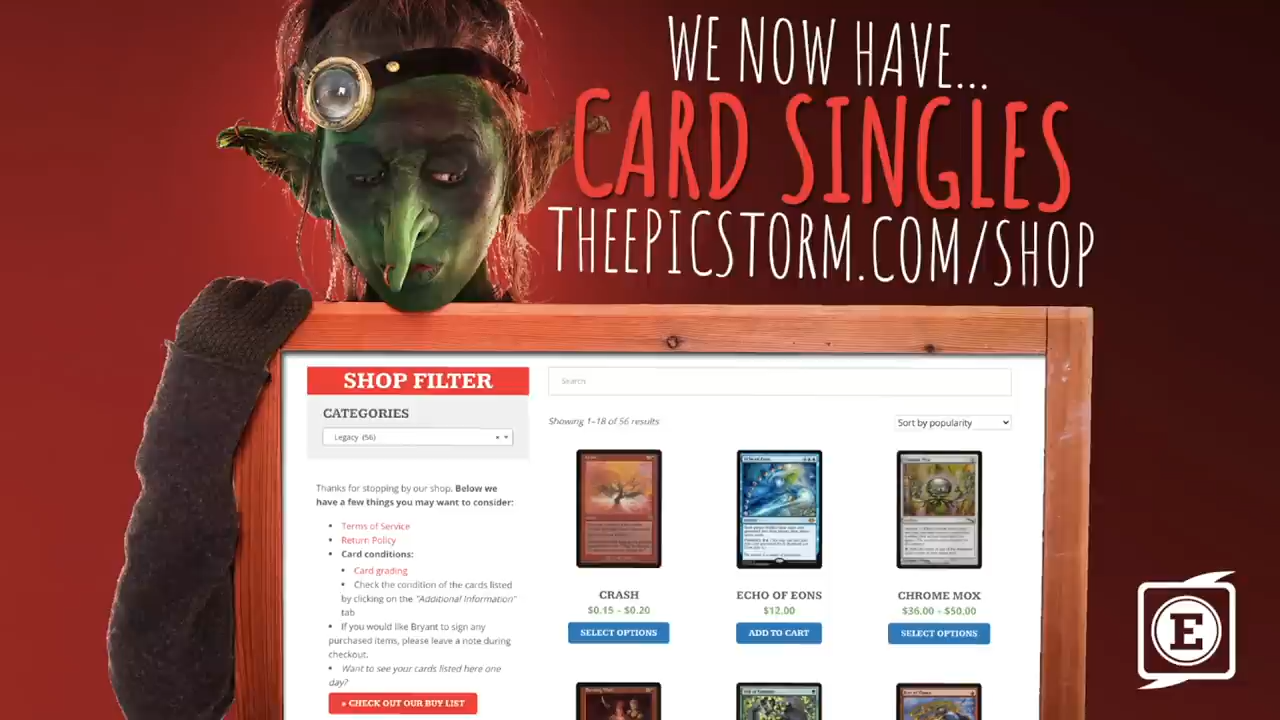 WE NOW HAVE...
CARD SINGLES
THEEPICSTORM.COM/SHOP
SHOP FILTER
CATEGORIES
Legacy (56)
Thanks for stopping by our shop. Below we
have a few things you may want to consider:
Terms of Service
Return Policy
Card conditions:
Card grading
Check the condition of the cards listed
by clicking on the "Additional Information"
tab
If you would like Bryant to sign any
purchased items, please leave a note during
checkout.
Want to see your cards listed here one
day?
» CHECK OUT OUR BUY LIST
Search
Showing 1–18 of 56 results
Sort by popularity
CRASH
$0.15 – $0.20
SELECT OPTIONS
ECHO OF EONS
$12.00
ADD TO CART
CHROME MOX
$36.00 – $50.00
SELECT OPTIONS
E